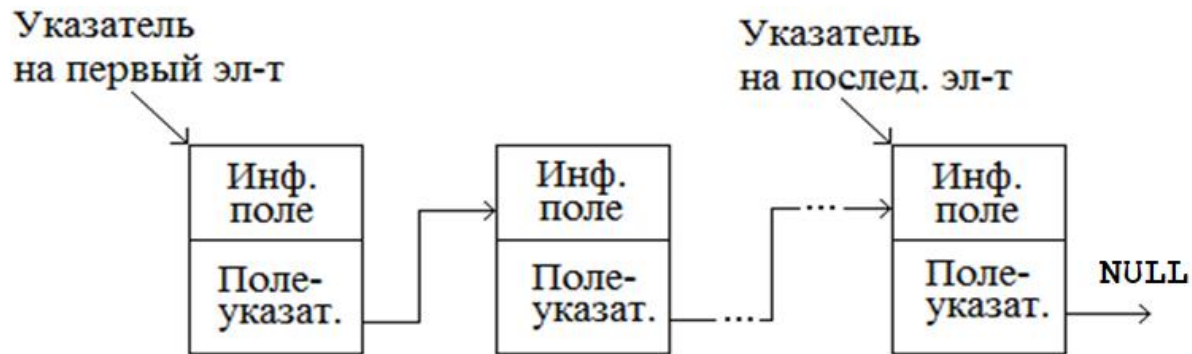 Указатель
на первый эл-т
Указатель
на послед. эл-т
Инф.
поле
Поле-
указат.
Инф.
поле
Поле-
указат.
...
...
Инф.
поле
Поле-
указат.
NULL